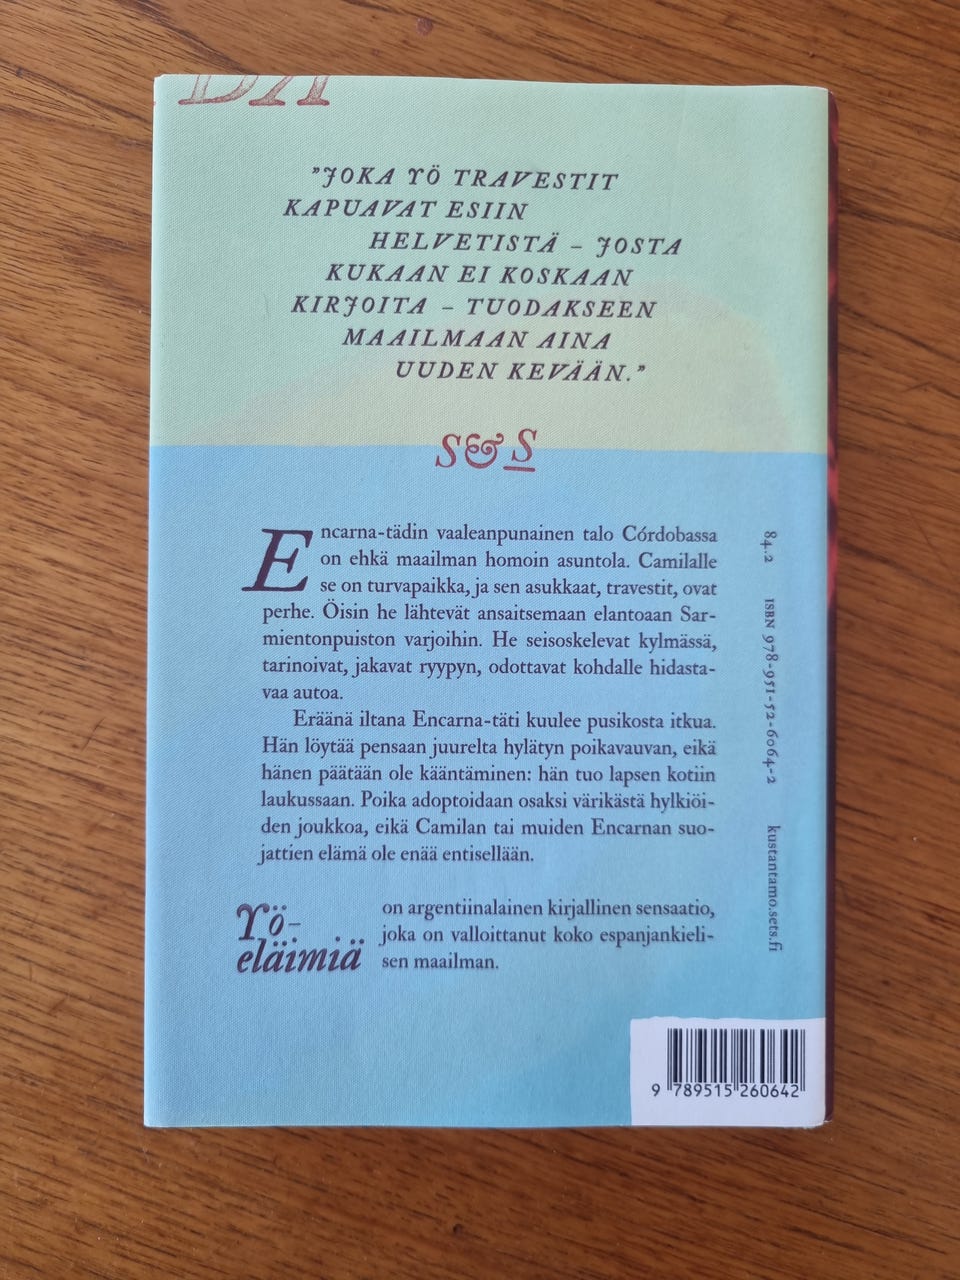 DA
”JOKA YÖ TRAVESTIT
KAPUAVAT ESIIN
HELVETISTÄ – JOSTA
KUKAAN EI KOSKAAN
KIRJOITA – TUODAKSEEN
MAAILMAAN AINA
UUDEN KEVÄÄN.”
S&S
Encarna-tädin vaaleanpunainen talo Córdobassa
on ehkä maailman homoin asuntola. Camilalle
se on turvapaikka, ja sen asukkaat, travestit, ovat
perhe. Öisin he lähtevät ansaitsemaan elantoaan Sar-
mientonpuiston varjoihin. He seisoskelevat kylmässä,
tarinoivat, jakavat ryypyn, odottavat kohdalle hidasta-
vaa autoa.
Eräänä iltana Encarna-täti kuulee pusikosta itkua.
Hän löytää pensaan juurelta hylätyn poikavauvan, eikä
hänen päätään ole kääntäminen: hän tuo lapsen kotiin
laukussaan. Poika adoptoidaan osaksi värikästä hylkiöi-
den joukkoa, eikä Camilan tai muiden Encarnan suo-
jattien elämä ole enää entisellään.
Yö-
eläimiä
on argentiinalainen kirjallinen sensaatio,
joka on valloittanut koko espanjankieli-
sen maailman.
84.2 ISBN 978-951-52-6064-2 kustantamo.sets.fi
9 789515 260642